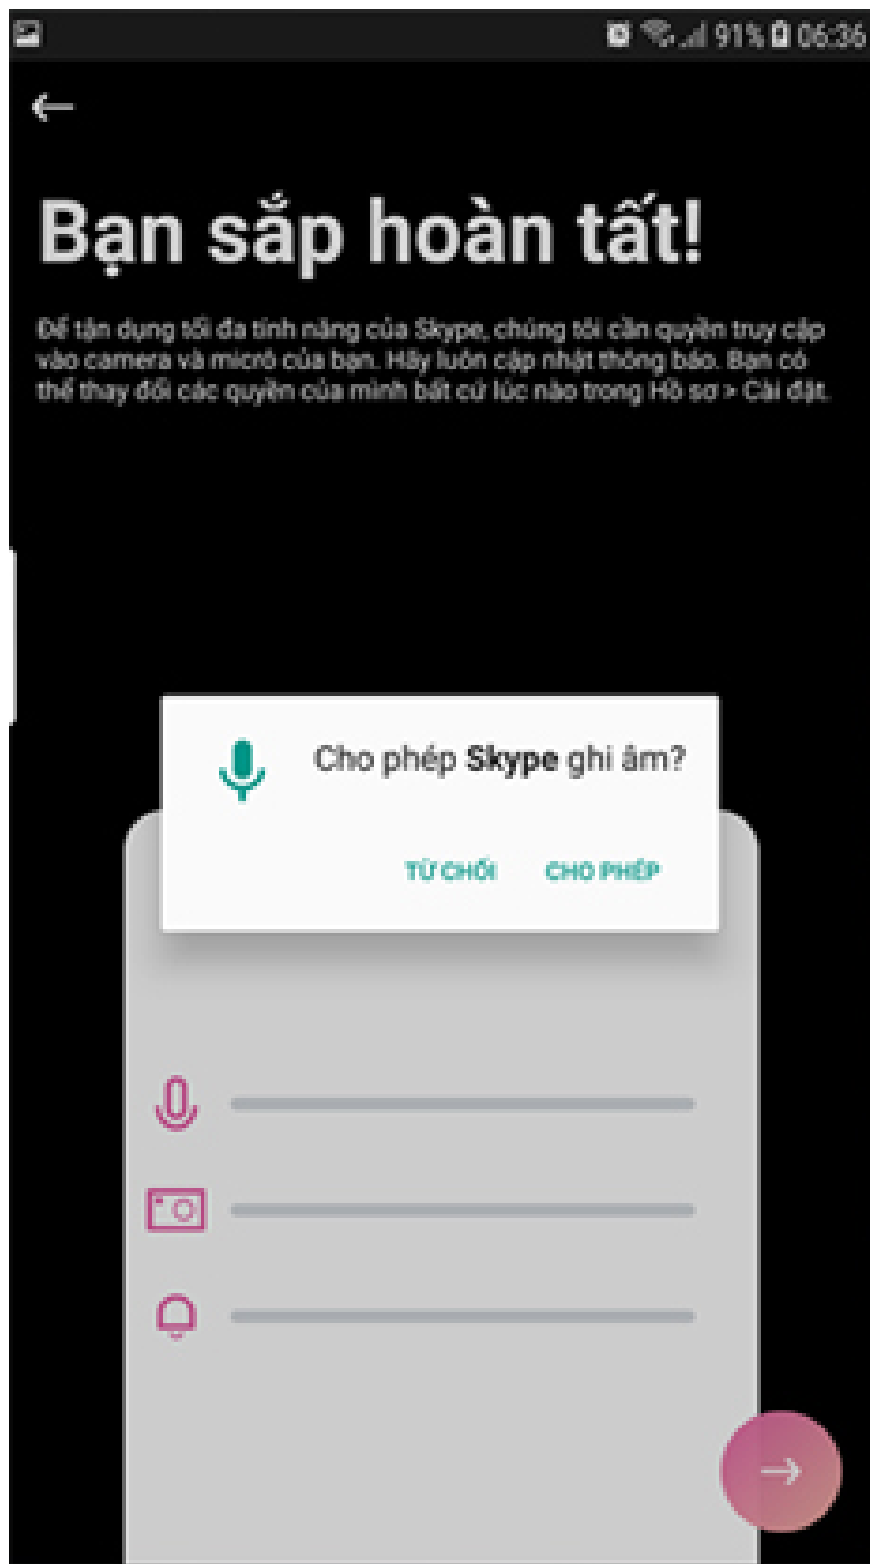 91% 06:36
Bạn sắp hoàn tất!
Để tận dụng tối đa tính năng của Skype, chúng tôi cần quyền truy cập
vào camera và micrô của bạn. Hãy luôn cập nhật thông báo. Bạn có
thể thay đổi các quyền của mình bất cứ lúc nào trong Hồ sơ > Cài đặt.
Cho phép Skype ghi âm?
TỪ CHỐI CHO PHÉP